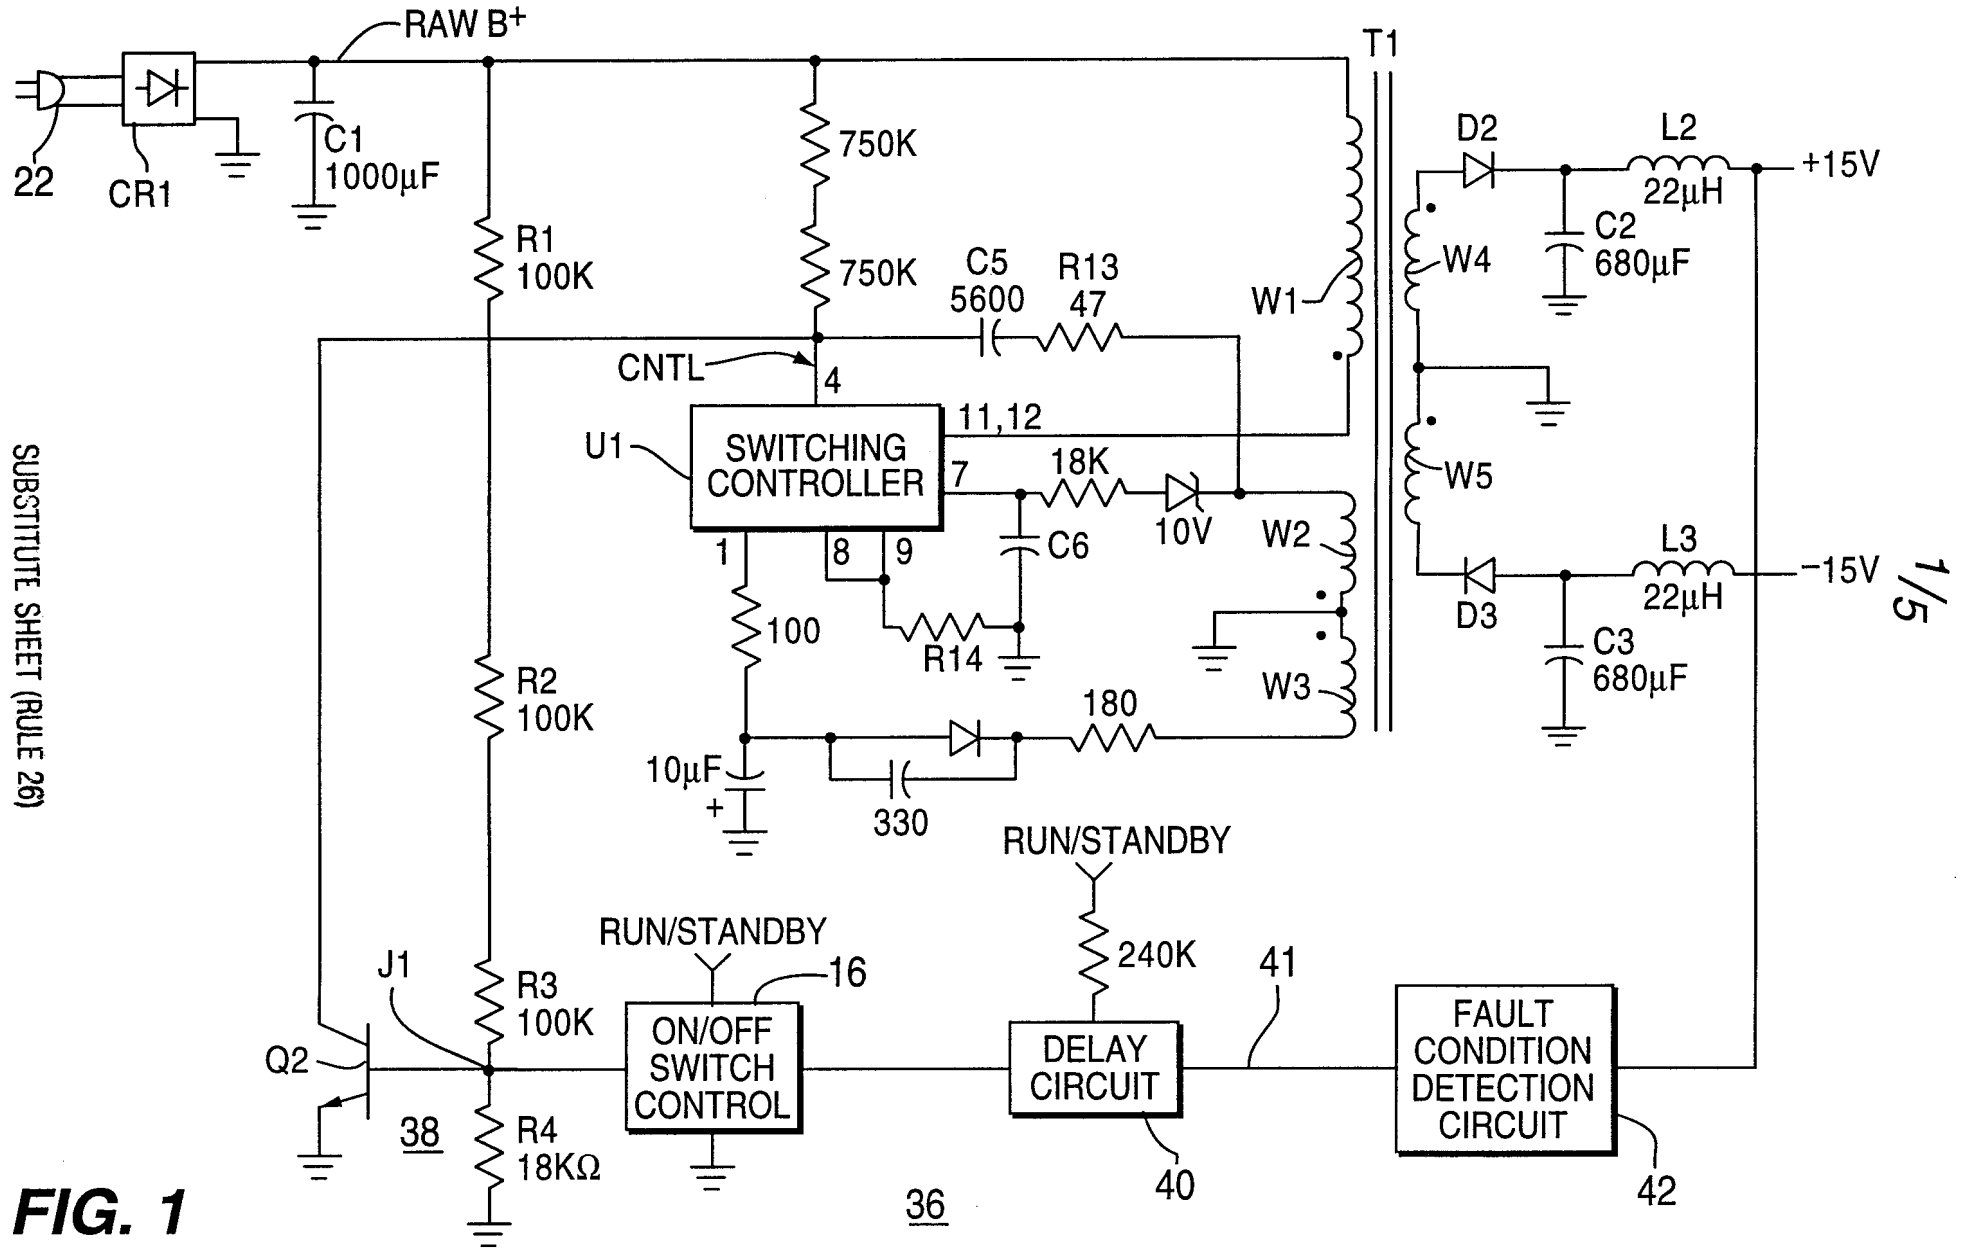 RAW B+
T1
22
CR1
C1
1000µF
R1
100K
750K
750K
C5
5600
R13
47
W1
D2
L2
22µH
+15V
C2
680µF
W4
CNTL
4
U1
SWITCHING
CONTROLLER
11,12
7
18K
10V
C6
1
8
9
100
R14
W2
W3
W5
D3
L3
22µH
–15V
C3
680µF
R2
100K
10µF
+
330
180
RUN/STANDBY
240K
RUN/STANDBY
16
J1
R3
100K
Q2
ON/OFF
SWITCH
CONTROL
DELAY
CIRCUIT
41
FAULT
CONDITION
DETECTION
CIRCUIT
38
R4
18KΩ
40
42
36
FIG. 1
SUBSTITUTE SHEET (RULE 26)
1/5